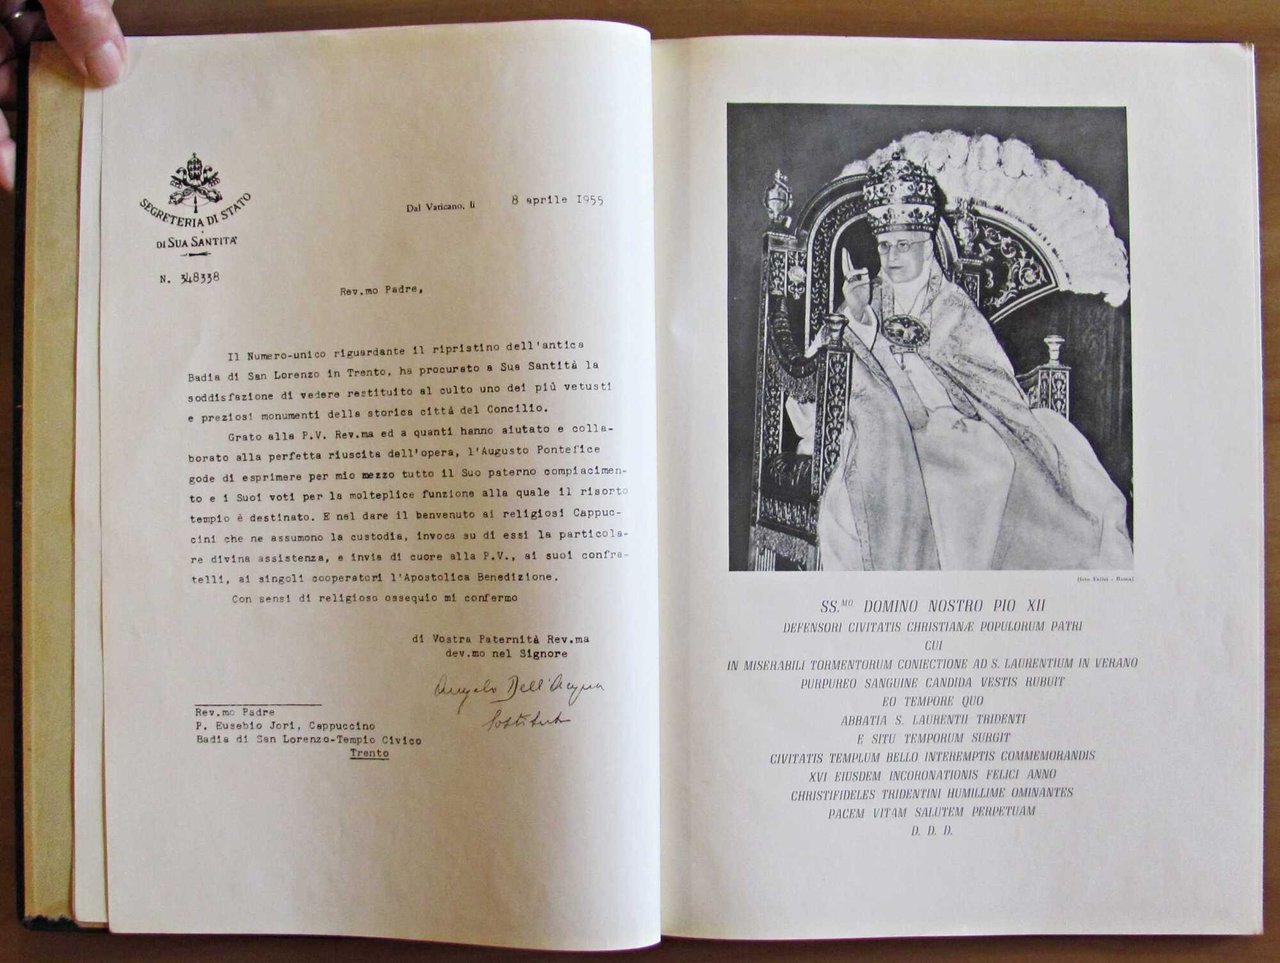 SEGRETERIA DI STATO
DI SUA SANTITA'
N. 348338
Dal Vaticano, li 8 aprile 1955
Rev.mo Padre,
Il Numero-unico riguardante il ripristino dell'antica
Badia di San Lorenzo in Trento, ha procurato a Sua Santità la
soddisfazione di vedere restituito al culto uno dei più vetusti
e preziosi monumenti della storica città del Concilio.
Grato alla P.V. Rev.ma ed a quanti hanno aiutato e colla-
borato alla perfetta riuscita dell'opera, l'Augusto Pontefice
gode di esprimere per mio mezzo tutto il Suo paterno compiacimen-
to e i Suoi voti per la molteplice funzione alla quale il risorto
tempio è destinato. E nel dare il benvenuto ai religiosi Cappuc-
cini che ne assumono la custodia, invoca su di essi la particola-
re divina assistenza, e invia di cuore alla P.V., ai suoi confra-
telli, ai singoli cooperatori l'Apostolica Benedizione.
Con sensi di religioso ossequio mi confermo
di Vostra Paternità Rev.ma
dev.mo nel Signore
Angelo Dell'Acqua
Sostituto
Rev.mo Padre
P. Eusebio Jori, Cappuccino
Badia di San Lorenzo-Tempio Civico
Trento
(foto Felici - Roma)
SS.MO DOMINO NOSTRO PIO XII
DEFENSORI CIVITATIS CHRISTIANÆ POPULORUM PATRI
CUI
IN MISERABILI TORMENTORUM CONIECTIONE AD S. LAURENTIUM IN VERANO
PURPUREO SANGUINE CANDIDA VESTIS RUBUIT
EO TEMPORE QUO
ABBATIA S. LAURENTII TRIDENTI
E SITU TEMPORUM SURGIT
CIVITATIS TEMPLUM BELLO INTEREMPTIS COMMEMORANDIS
XVI EIUSDEM INCORONATIONIS FELICI ANNO
CHRISTIFIDELES TRIDENTINI HUMILLIME OMINANTES
PACEM VITAM SALUTEM PERPETUAM
D. D. D.